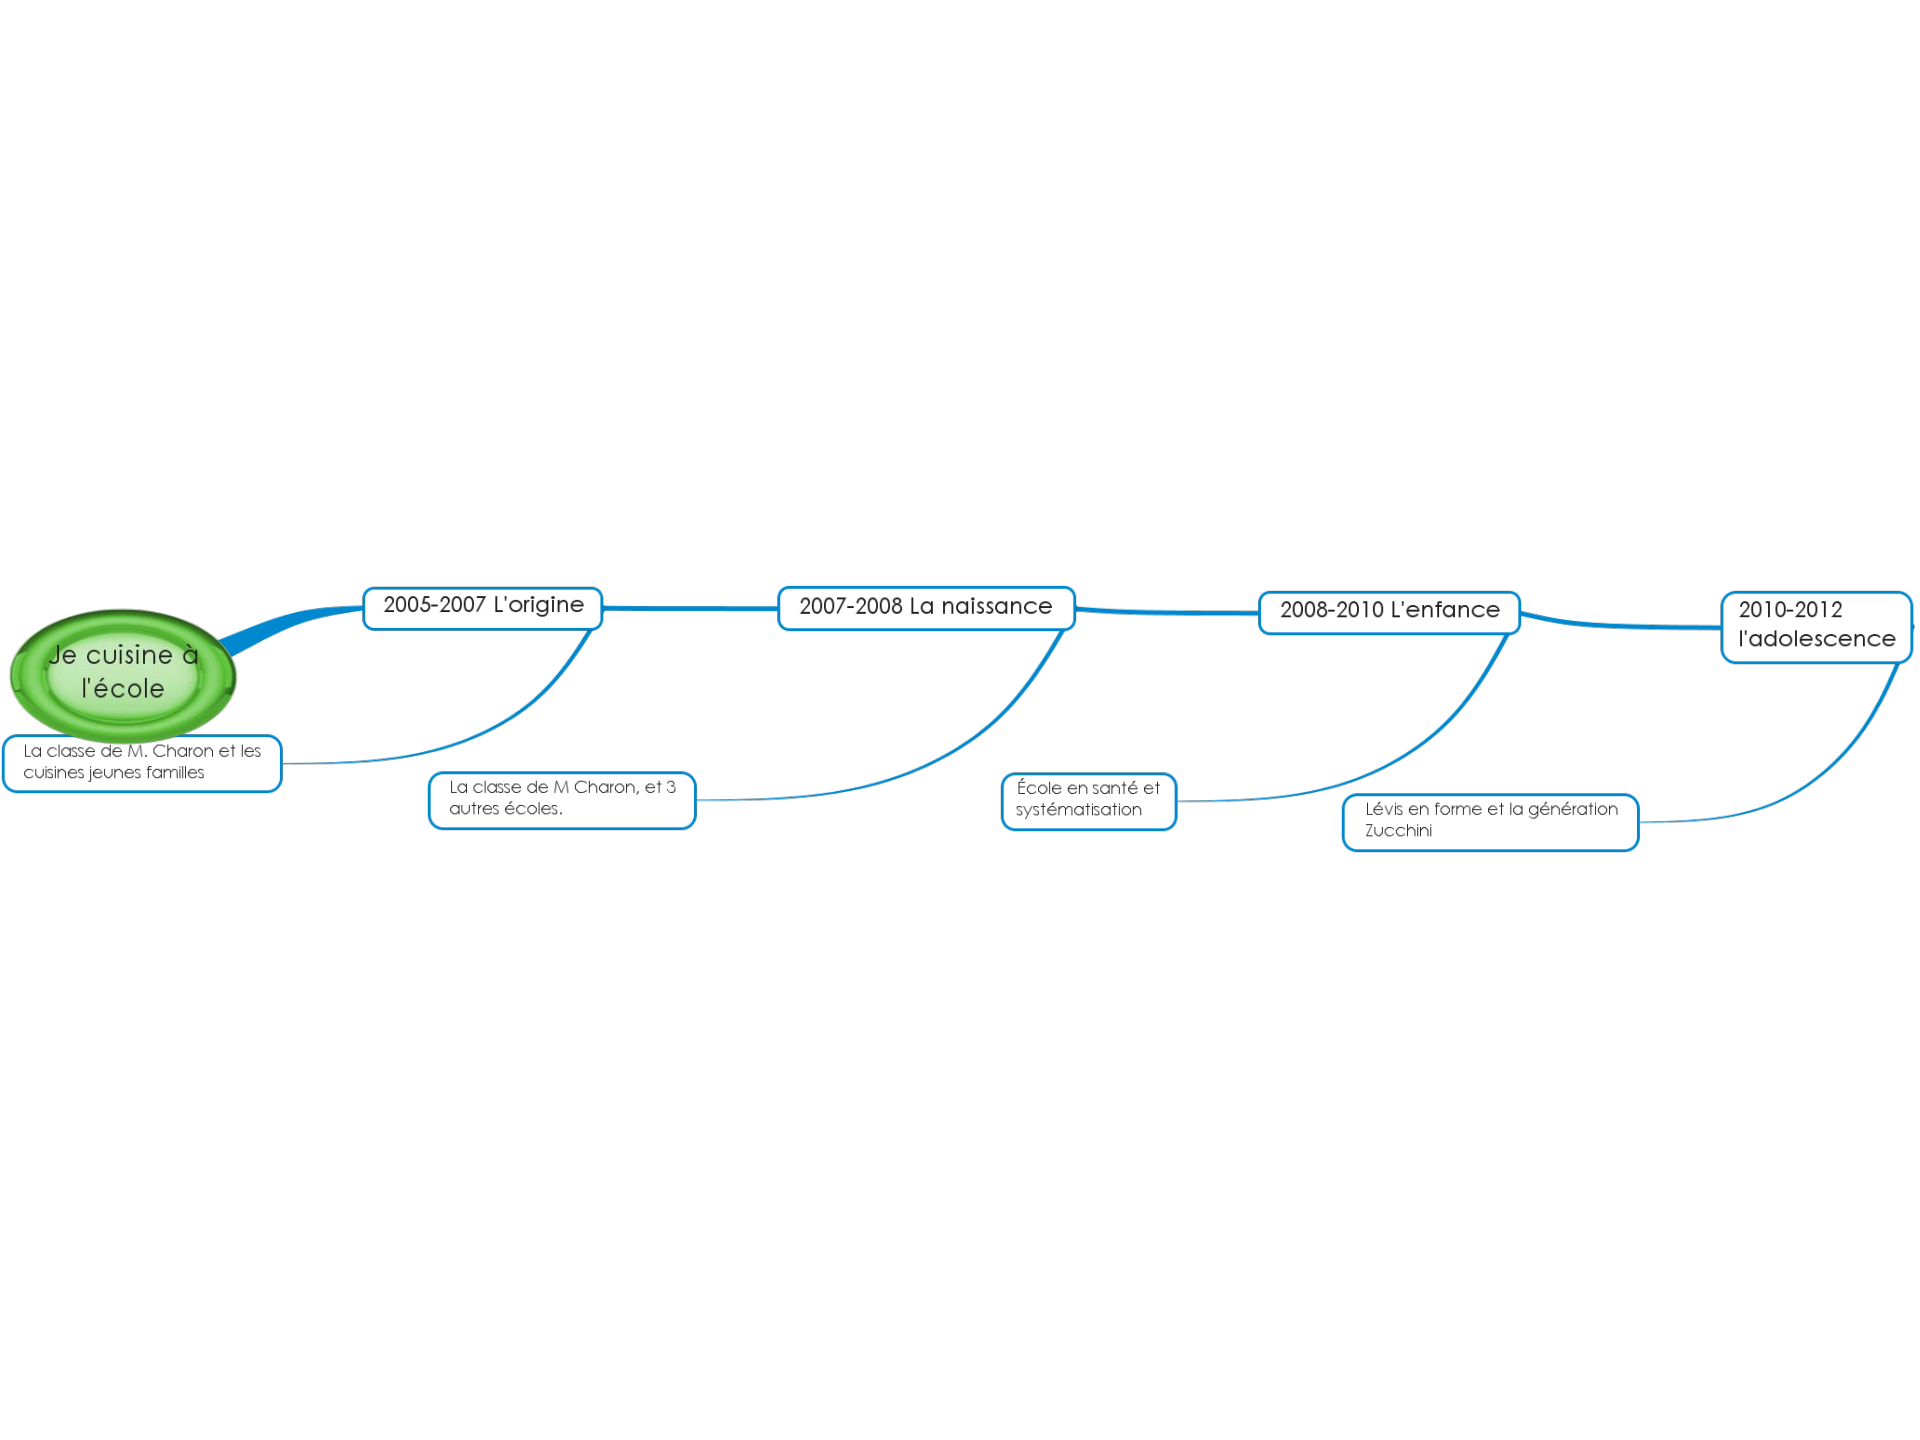 Je cuisine à
l'école
2005-2007 L'origine
La classe de M. Charon et les
cuisines jeunes familles
2007-2008 La naissance
La classe de M Charon, et 3
autres écoles.
2008-2010 L'enfance
École en santé et
systématisation
2010-2012
l'adolescence
Lévis en forme et la génération
Zucchini